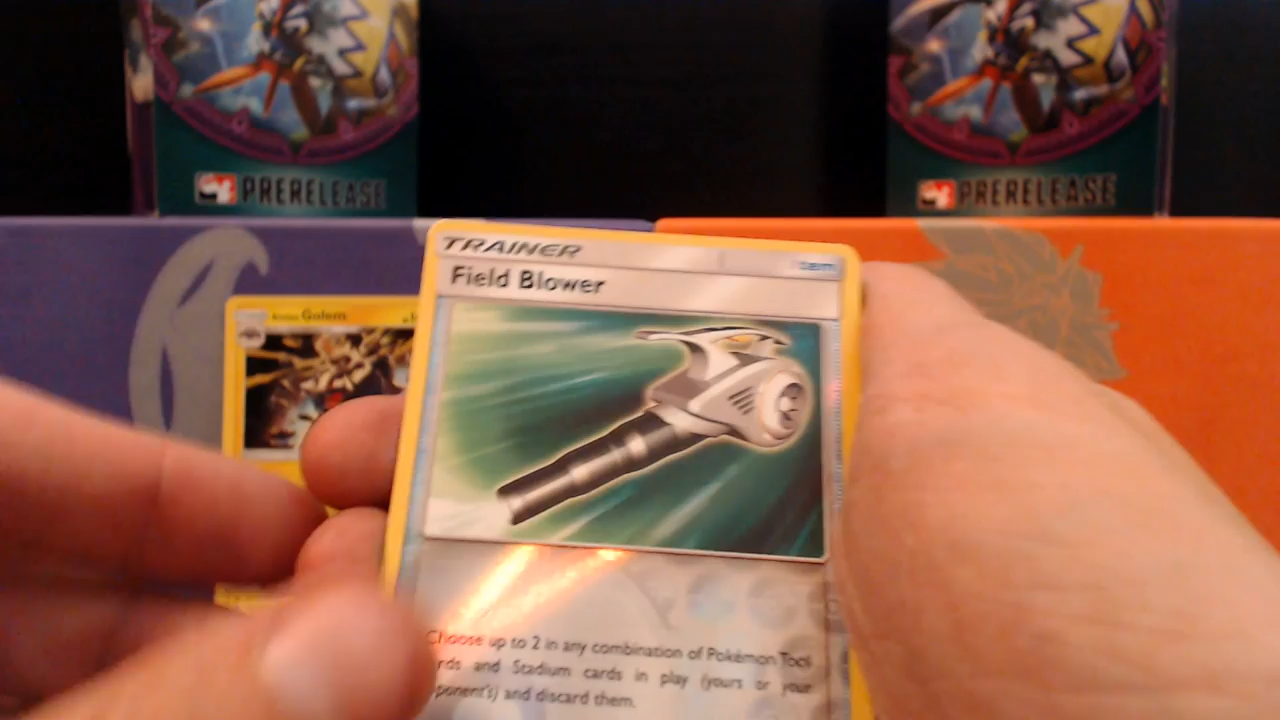 PRERELEASE
PRERELEASE
TRAINER
Item
Field Blower
Golem
Choose up to 2 in any combination of Pokémon Tool
rds and Stadium cards in play (yours or your
ponent's) and discard them.